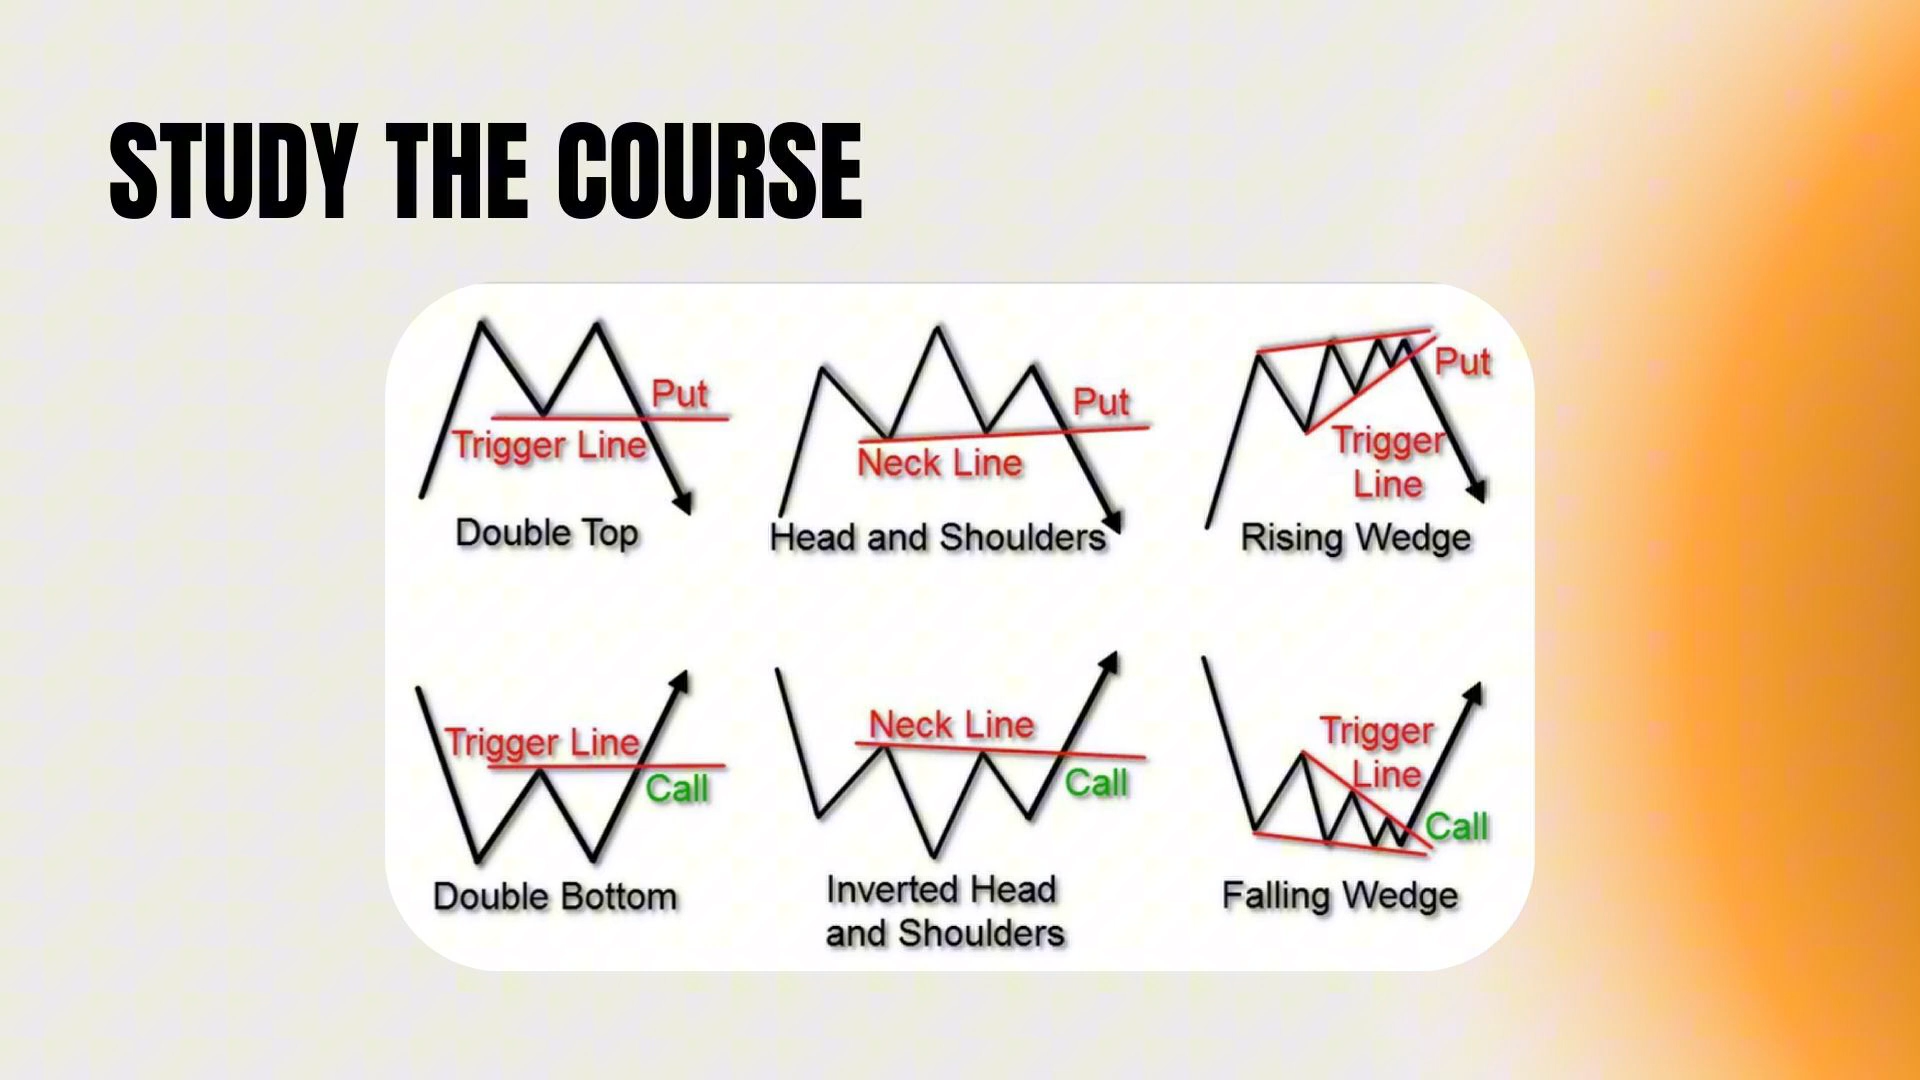 STUDY THE COURSE
Put
Trigger Line
Double Top
Put
Neck Line
Head and Shoulders
Put
Trigger
Line
Rising Wedge
Trigger Line
Call
Double Bottom
Neck Line
Call
Inverted Head
and Shoulders
Trigger
Line
Call
Falling Wedge